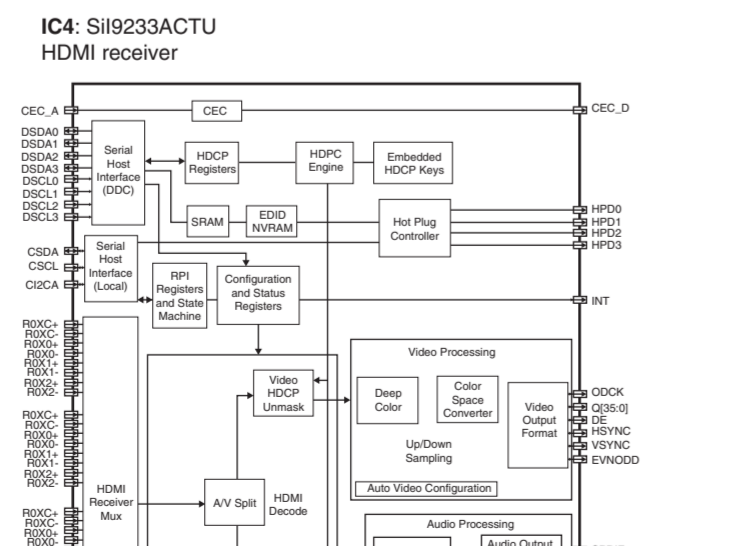 IC4: SiI9233ACTU
HDMI receiver
CEC_A
CEC
CEC_D
DSDA0
DSDA1
DSDA2
DSDA3
DSCL0
DSCL1
DSCL2
DSCL3
Serial
Host
Interface
(DDC)
HDCP
Registers
HDPC
Engine
Embedded
HDCP Keys
SRAM
EDID
NVRAM
Hot Plug
Controller
HPD0
HPD1
HPD2
HPD3
CSDA
CSCL
CI2CA
Serial
Host
Interface
(Local)
RPI
Registers
and State
Machine
Configuration
and Status
Registers
INT
R0XC+
R0XC-
R0X0+
R0X0-
R0X1+
R0X1-
R0X2+
R0X2-
R0XC+
R0XC-
R0X0+
R0X0-
R0X1+
R0X1-
R0X2+
R0X2-
R0XC+
R0XC-
R0X0+
R0X0-
HDMI
Receiver
Mux
Video
HDCP
Unmask
A/V Split
HDMI
Decode
Video Processing
Deep
Color
Color
Space
Converter
Up/Down
Sampling
Video
Output
Format
Auto Video Configuration
ODCK
Q[35:0]
DE
HSYNC
VSYNC
EVNODD
Audio Processing
Audio Output